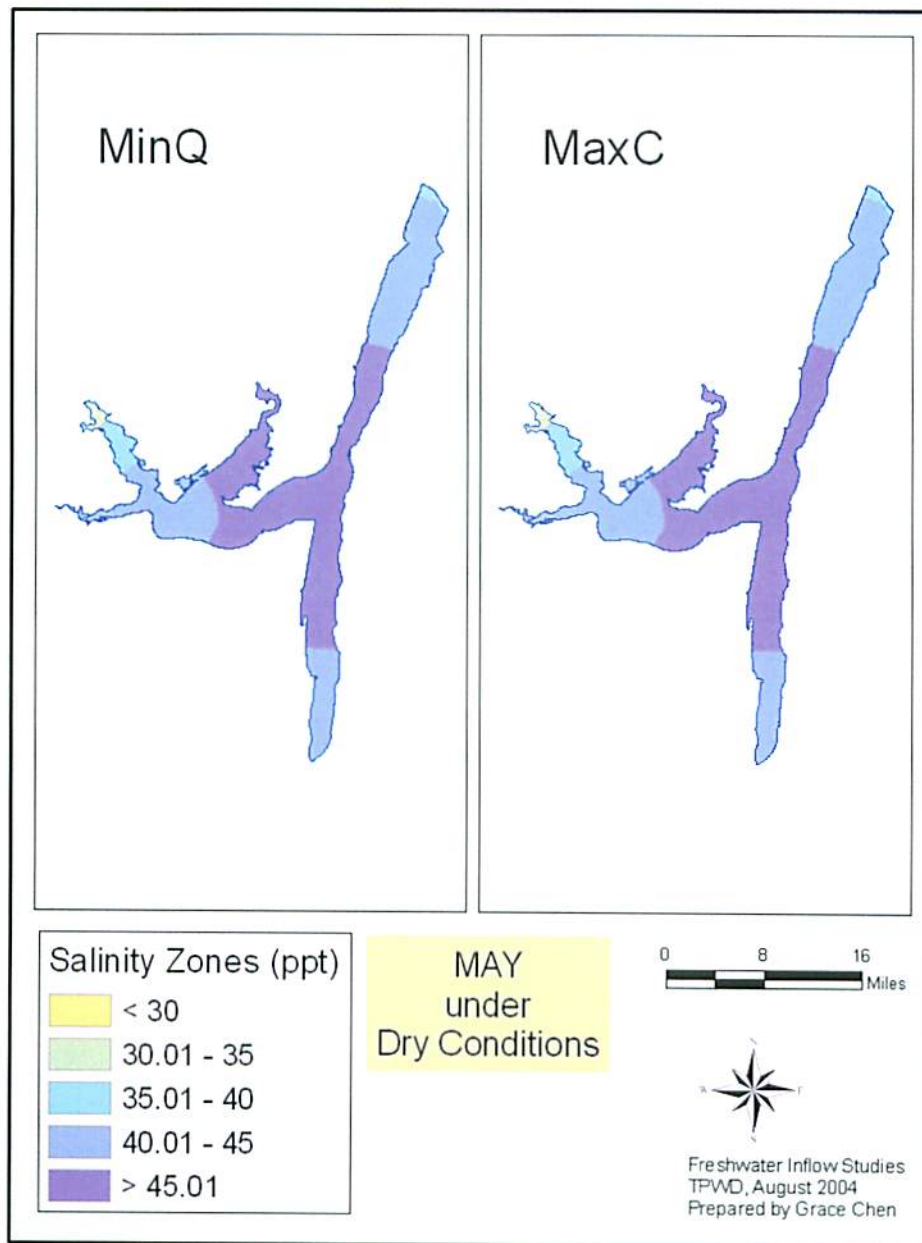 MinQ
MaxC
Salinity Zones (ppt)
< 30
30.01 - 35
35.01 - 40
40.01 - 45
> 45.01
MAY
under
Dry Conditions
0 8 16
Miles
N
W E
Freshwater Inflow Studies
TPWD, August 2004
Prepared by Grace Chen